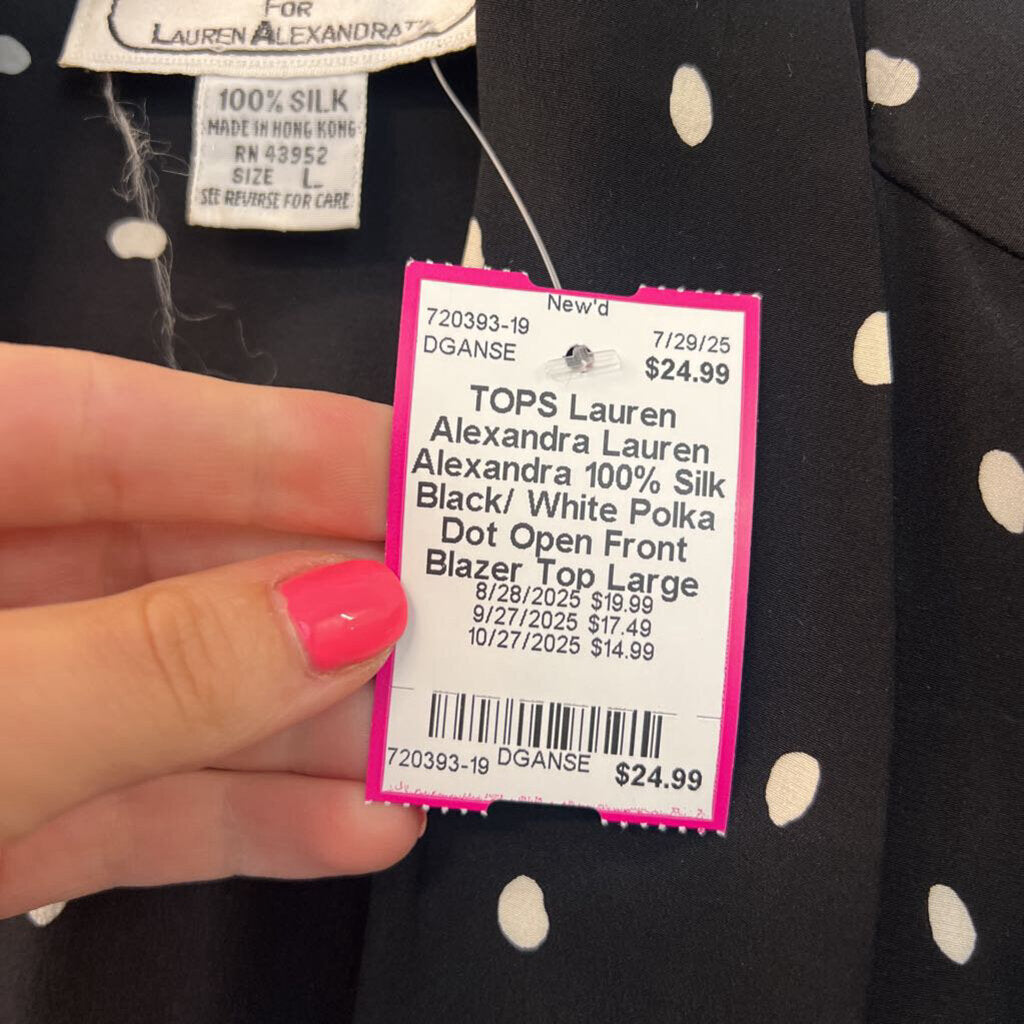 FOR
LAUREN ALEXANDRA™
100% SILK
MADE IN HONG KONG
RN 43952
SIZE L
SEE REVERSE FOR CARE
New'd
720393-19 7/29/25
DGANSE $24.99
TOPS Lauren
Alexandra Lauren
Alexandra 100% Silk
Black/ White Polka
Dot Open Front
Blazer Top Large
8/28/2025 $19.99
9/27/2025 $17.49
10/27/2025 $14.99
720393-19 DGANSE $24.99